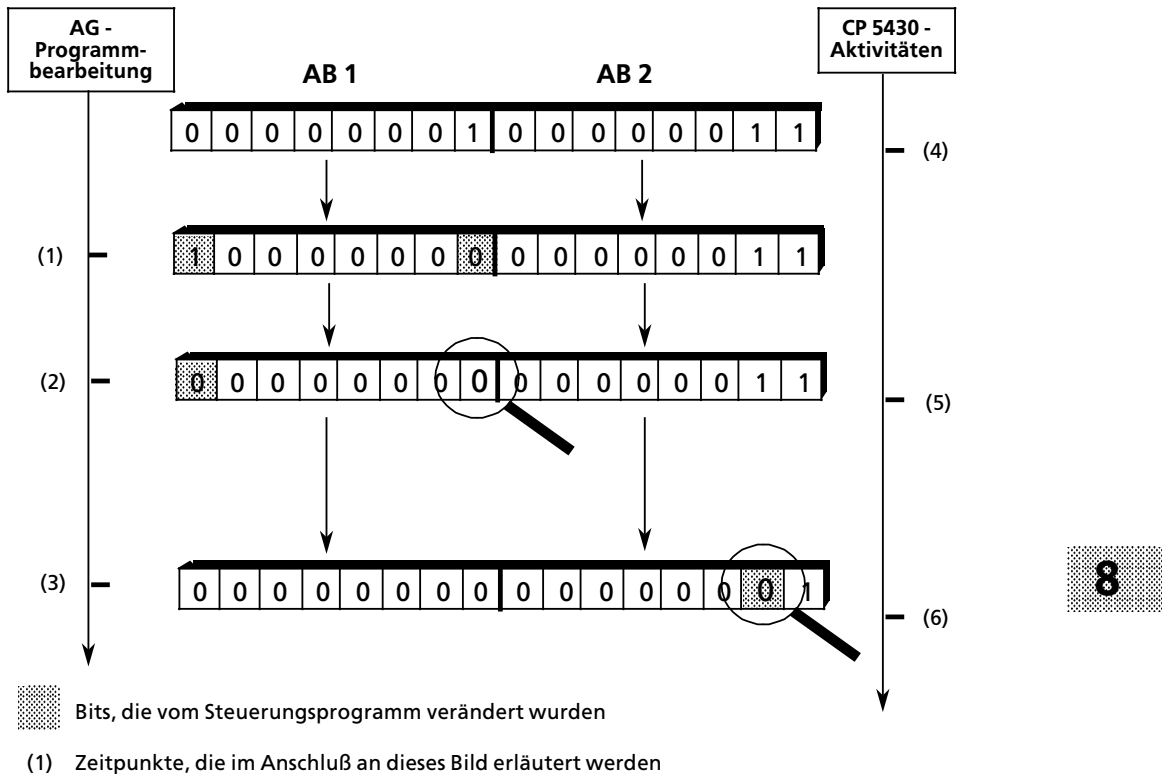 AG -
Programm-
bearbeitung
CP 5430 -
Aktivitäten
AB 1 AB 2
0 0 0 0 0 0 0 1 0 0 0 0 0 0 1 1
(4)
(1)
1 0 0 0 0 0 0 0 0 0 0 0 0 0 1 1
(2)
0 0 0 0 0 0 0 0 0 0 0 0 0 0 1 1
(5)
(3)
0 0 0 0 0 0 0 0 0 0 0 0 0 0 0 1
8
(6)
Bits, die vom Steuerungsprogramm verändert wurden
(1) Zeitpunkte, die im Anschluß an dieses Bild erläutert werden